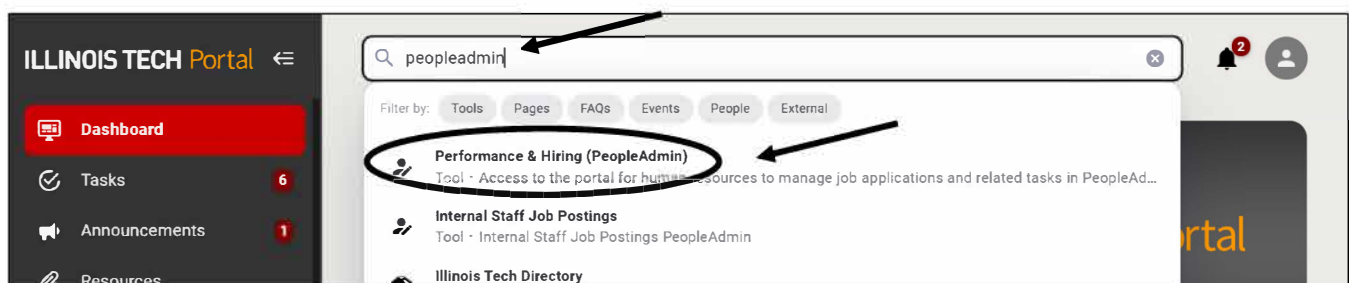 ILLINOIS TECH Portal
peopleadmin
2
Filter by: Tools Pages FAQs Events People External
Dashboard
Performance & Hiring (PeopleAdmin)
Tool · Access to the portal for human resources to manage job applications and related tasks in PeopleAd...
Tasks 6
Internal Staff Job Postings
Tool · Internal Staff Job Postings PeopleAdmin
Announcements 1
rtal
Illinois Tech Directory
Resources